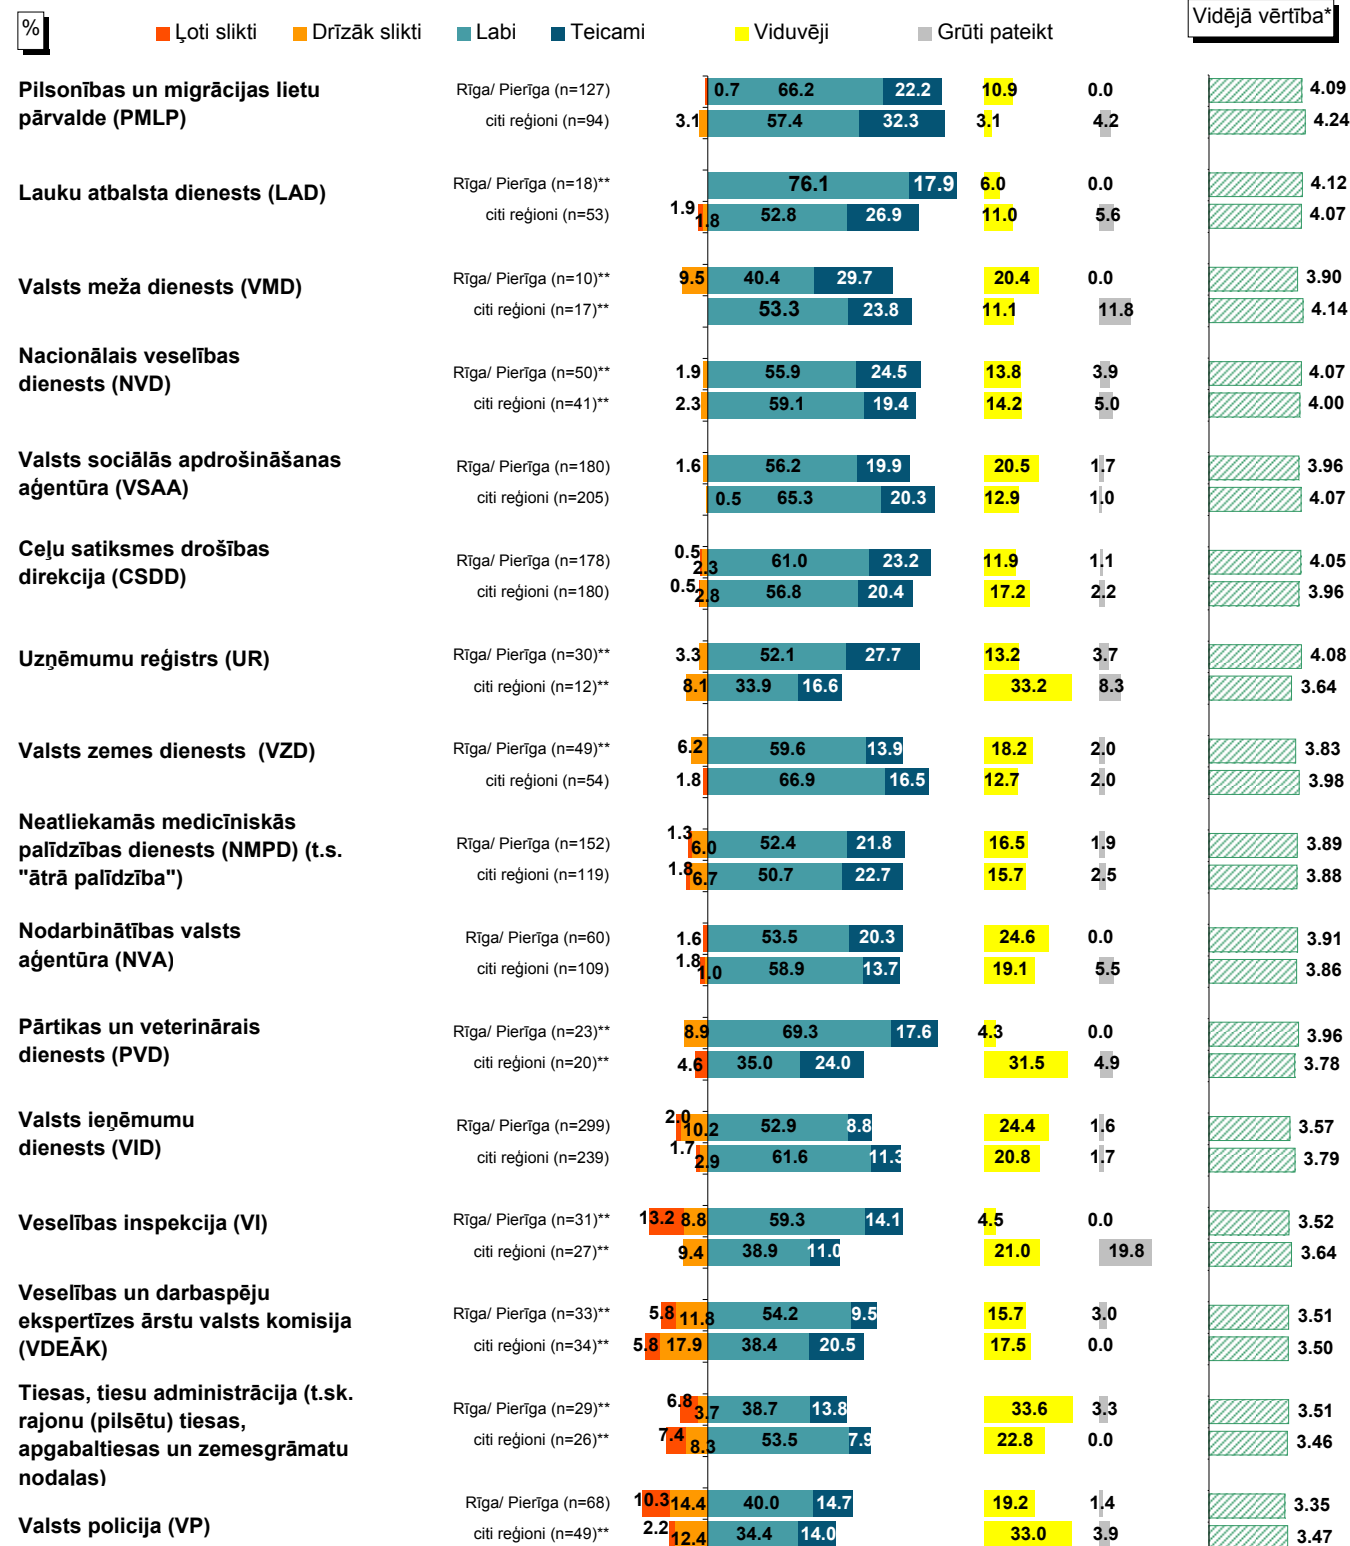 % Ļoti slikti Drīzāk slikti Labi Teicami Viduvēji Grūti pateikt Vidējā vērtība*
Pilsonības un migrācijas lietu
pārvalde (PMLP)
Rīga/ Pierīga (n=127) 0.7 66.2 22.2 10.9 0.0 4.09
citi reģioni (n=94) 3.1 57.4 32.3 3.1 4.2 4.24
Lauku atbalsta dienests (LAD)
Rīga/ Pierīga (n=18)** 76.1 17.9 6.0 0.0 4.12
citi reģioni (n=53) 1.9 1.8 52.8 26.9 11.0 5.6 4.07
Valsts meža dienests (VMD)
Rīga/ Pierīga (n=10)** 9.5 40.4 29.7 20.4 0.0 3.90
citi reģioni (n=17)** 53.3 23.8 11.1 11.8 4.14
Nacionālais veselības
dienests (NVD)
Rīga/ Pierīga (n=50)** 1.9 55.9 24.5 13.8 3.9 4.07
citi reģioni (n=41)** 2.3 59.1 19.4 14.2 5.0 4.00
Valsts sociālās apdrošināšanas
aģentūra (VSAA)
Rīga/ Pierīga (n=180) 1.6 56.2 19.9 20.5 1.7 3.96
citi reģioni (n=205) 0.5 65.3 20.3 12.9 1.0 4.07
Ceļu satiksmes drošības
direkcija (CSDD)
Rīga/ Pierīga (n=178) 0.5 2.3 61.0 23.2 11.9 1.1 4.05
citi reģioni (n=180) 0.5 2.8 56.8 20.4 17.2 2.2 3.96
Uzņēmumu reģistrs (UR)
Rīga/ Pierīga (n=30)** 3.3 52.1 27.7 13.2 3.7 4.08
citi reģioni (n=12)** 8.1 33.9 16.6 33.2 8.3 3.64
Valsts zemes dienests (VZD)
Rīga/ Pierīga (n=49)** 6.2 59.6 13.9 18.2 2.0 3.83
citi reģioni (n=54) 1.8 66.9 16.5 12.7 2.0 3.98
Neatliekamās medicīniskās
palīdzības dienests (NMPD) (t.s.
"ātrā palīdzība")
Rīga/ Pierīga (n=152) 1.3 6.0 52.4 21.8 16.5 1.9 3.89
citi reģioni (n=119) 1.8 6.7 50.7 22.7 15.7 2.5 3.88
Nodarbinātības valsts
aģentūra (NVA)
Rīga/ Pierīga (n=60) 1.6 53.5 20.3 24.6 0.0 3.91
citi reģioni (n=109) 1.8 1.0 58.9 13.7 19.1 5.5 3.86
Pārtikas un veterinārais
dienests (PVD)
Rīga/ Pierīga (n=23)** 8.9 69.3 17.6 4.3 0.0 3.96
citi reģioni (n=20)** 4.6 35.0 24.0 31.5 4.9 3.78
Valsts ieņēmumu
dienests (VID)
Rīga/ Pierīga (n=299) 2.0 10.2 52.9 8.8 24.4 1.6 3.57
citi reģioni (n=239) 1.7 2.9 61.6 11.3 20.8 1.7 3.79
Veselības inspekcija (VI)
Rīga/ Pierīga (n=31)** 13.2 8.8 59.3 14.1 4.5 0.0 3.52
citi reģioni (n=27)** 9.4 38.9 11.0 21.0 19.8 3.64
Veselības un darbaspēju
ekspertīzes ārstu valsts komisija
(VDEĀK)
Rīga/ Pierīga (n=33)** 5.8 11.8 54.2 9.5 15.7 3.0 3.51
citi reģioni (n=34)** 5.8 17.9 38.4 20.5 17.5 0.0 3.50
Tiesas, tiesu administrācija (t.sk.
rajonu (pilsētu) tiesas,
apgabaltiesas un zemesgrāmatu
nodaļas)
Rīga/ Pierīga (n=29)** 6.8 3.7 38.7 13.8 33.6 3.3 3.51
citi reģioni (n=26)** 7.4 8.3 53.5 7.9 22.8 0.0 3.46
Valsts policija (VP)
Rīga/ Pierīga (n=68) 10.3 14.4 40.0 14.7 19.2 1.4 3.35
citi reģioni (n=49)** 2.2 12.4 34.4 14.0 33.0 3.9 3.47